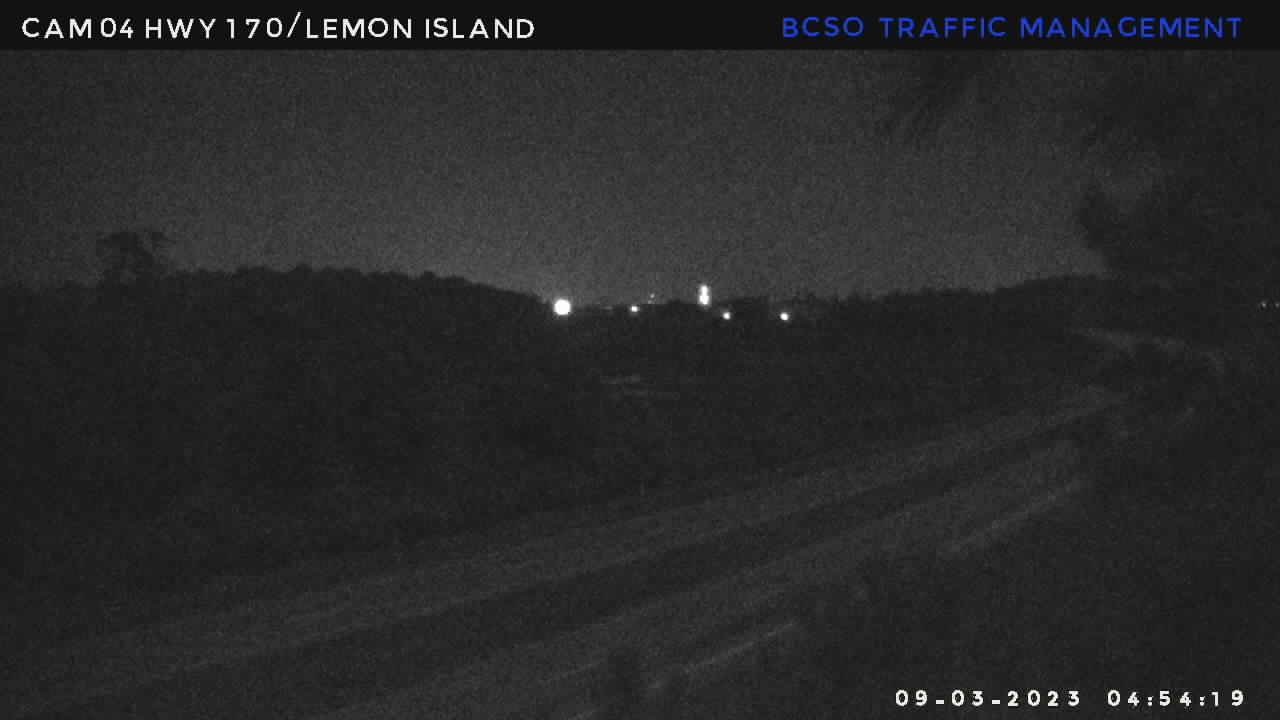 CAM04 HWY 170/LEMON ISLAND
BCSO TRAFFIC MANAGEMENT
09-03-2023 04:54:19